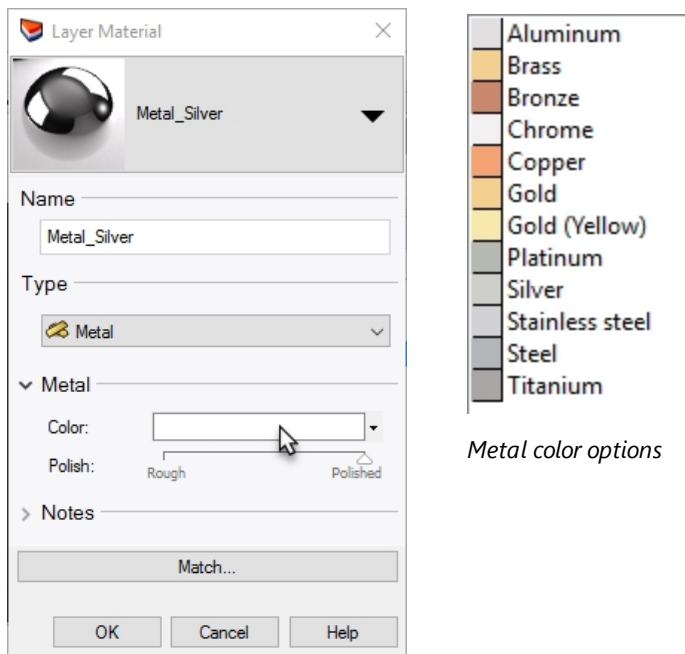 Layer Material
Metal_Silver
Name
Metal_Silver
Type
Metal
Metal
Color:
Polish:
Rough
Polished
Notes
Match...
OK
Cancel
Help
Aluminum
Brass
Bronze
Chrome
Copper
Gold
Gold (Yellow)
Platinum
Silver
Stainless steel
Steel
Titanium
Metal color options